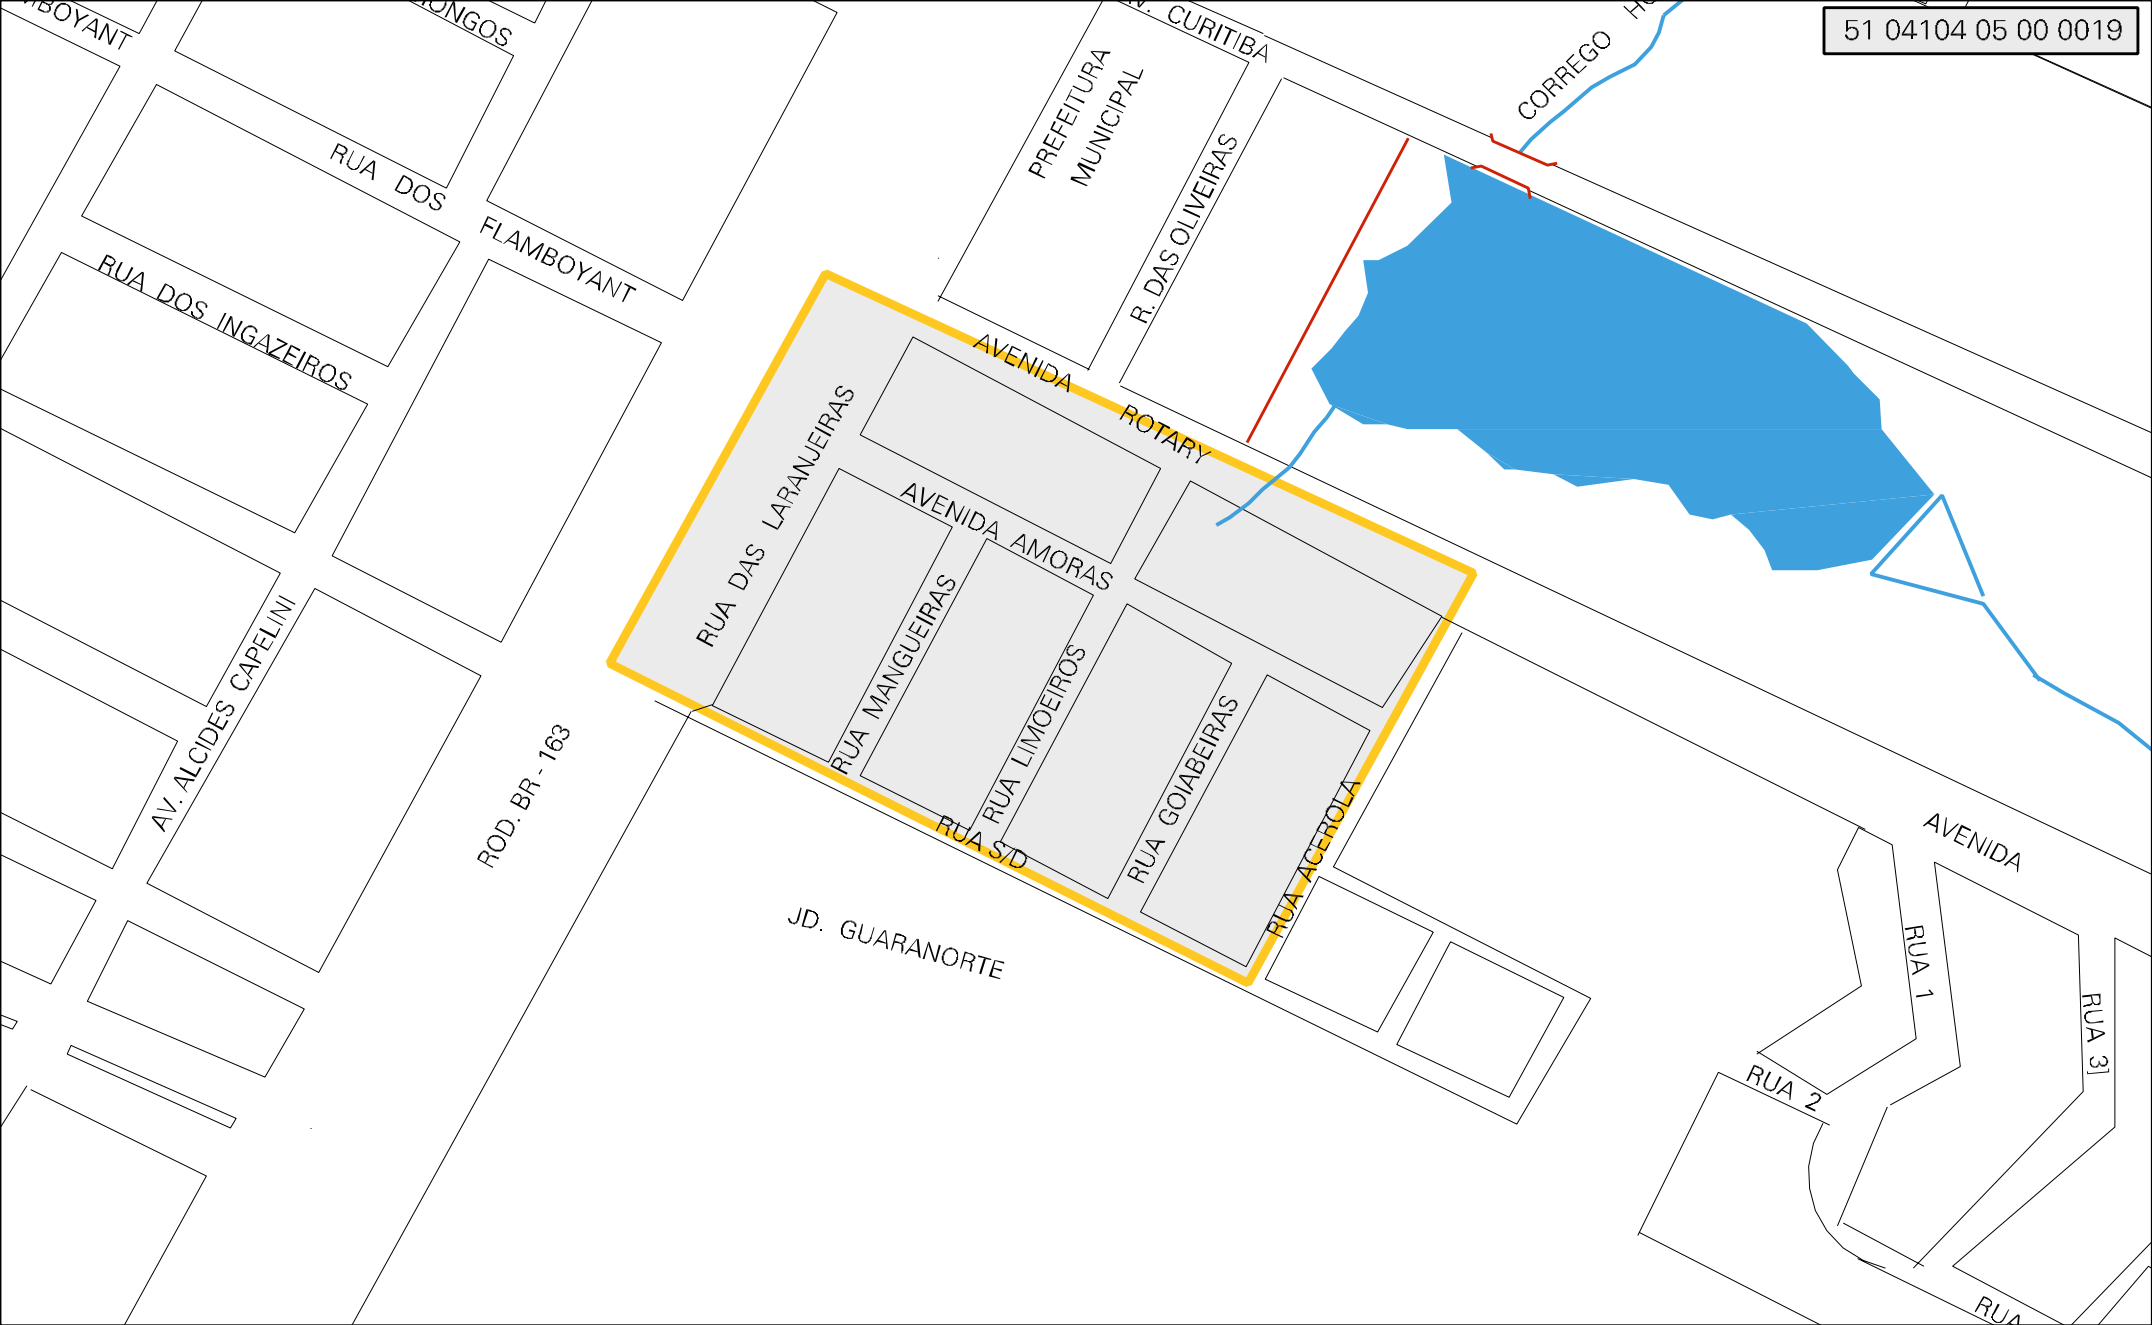 51 04104 05 00 0019
CURITIBA
CORREGO
PREFEITURA
MUNICIPAL
R. DAS OLIVEIRAS
RUA DOS
FLAMBOYANT
RUA DOS INGAZEIROS
AVENIDA
ROTARY
RUA DAS LARANJEIRAS
AVENIDA AMORAS
RUA MANGUEIRAS
RUA LIMOEIROS
RUA GOIABEIRAS
RUA ACEROLA
RUA S/D
AV. ALCIDES CAPELINI
ROD. BR - 163
JD. GUARANORTE
AVENIDA
RUA 1
RUA 2
RUA 3]
RUA